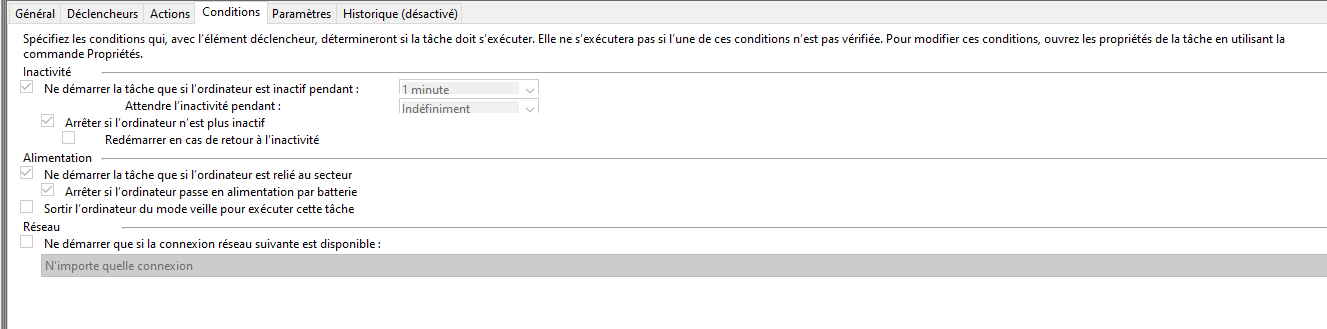 Général Déclencheurs Actions Conditions Paramètres Historique (désactivé)
Spécifiez les conditions qui, avec l'élément déclencheur, détermineront si la tâche doit s'exécuter. Elle ne s'exécutera pas si l'une de ces conditions n'est pas vérifiée. Pour modifier ces conditions, ouvrez les propriétés de la tâche en utilisant la
commande Propriétés.
Inactivité
Ne démarrer la tâche que si l'ordinateur est inactif pendant : 1 minute
Attendre l'inactivité pendant : Indéfiniment
Arrêter si l'ordinateur n'est plus inactif
Redémarrer en cas de retour à l'inactivité
Alimentation
Ne démarrer la tâche que si l'ordinateur est relié au secteur
Arrêter si l'ordinateur passe en alimentation par batterie
Sortir l'ordinateur du mode veille pour exécuter cette tâche
Réseau
Ne démarrer que si la connexion réseau suivante est disponible :
N'importe quelle connexion